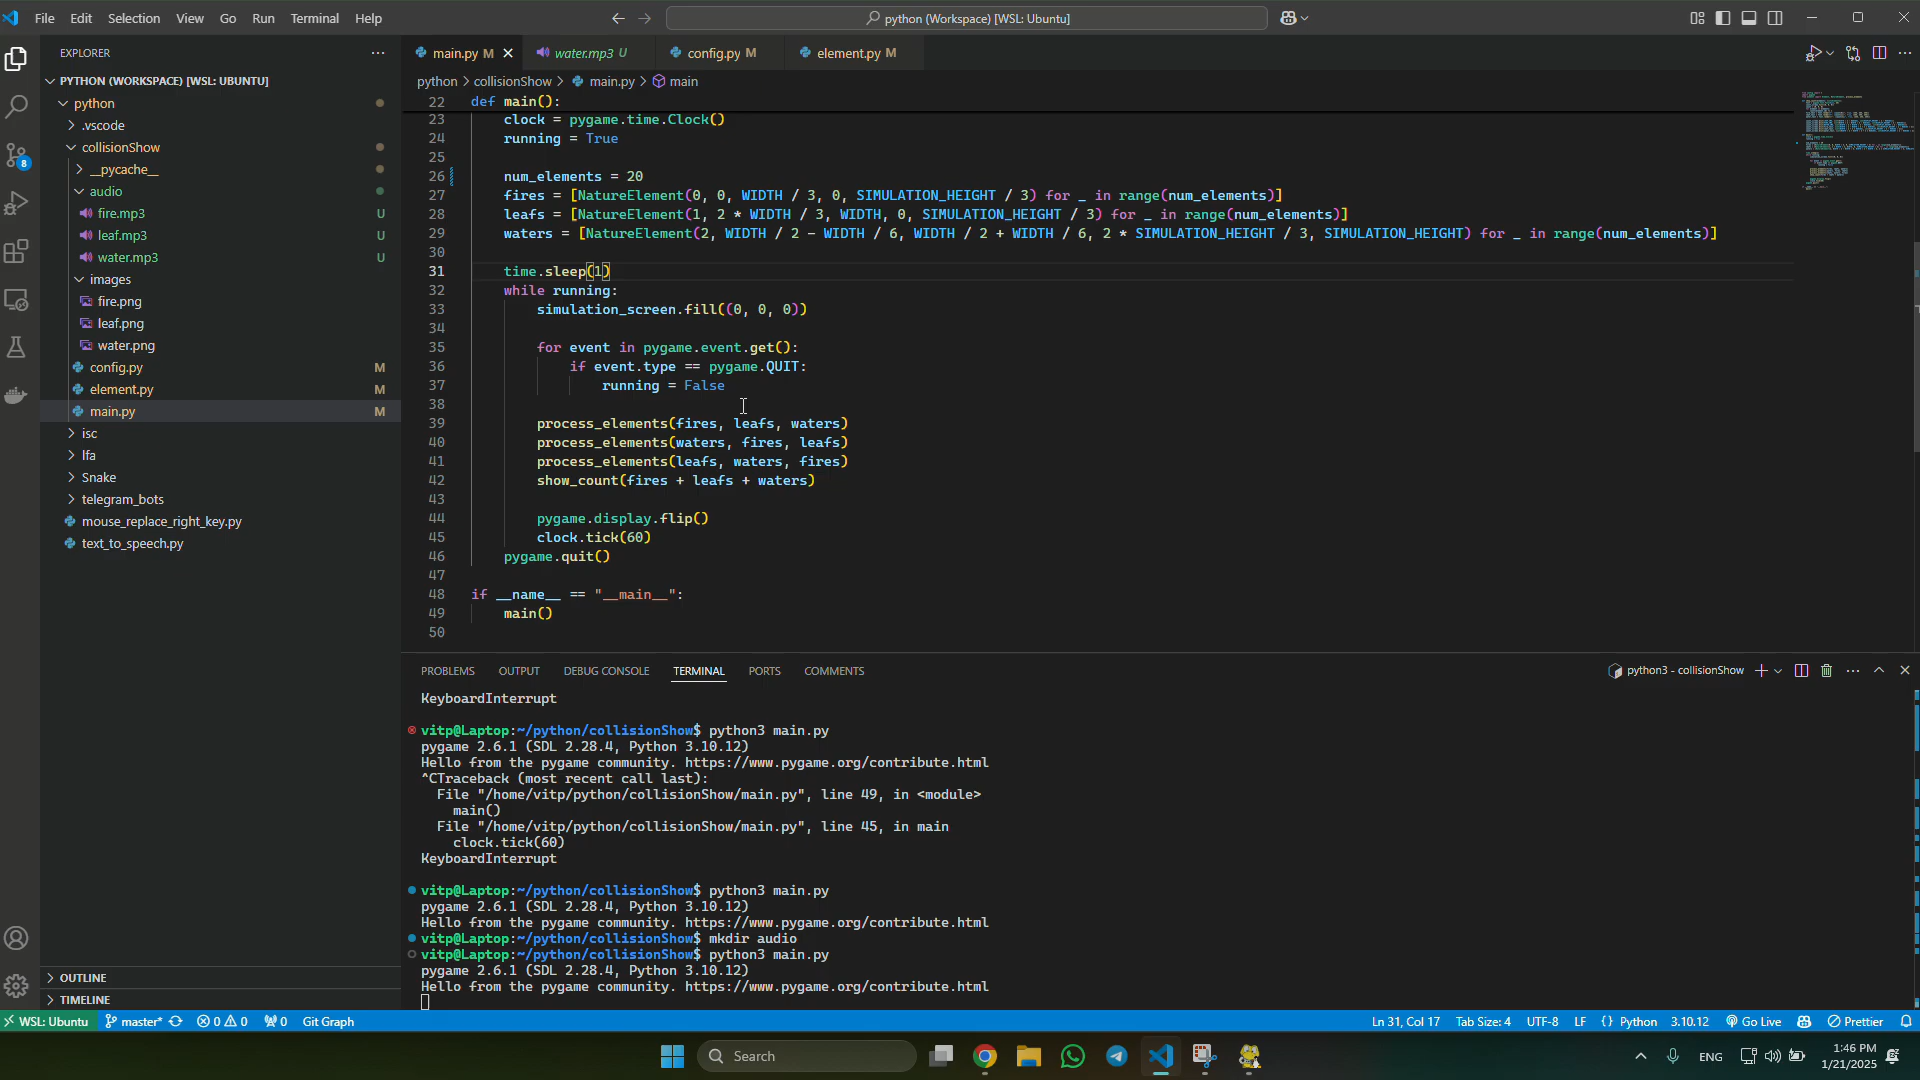 File Edit Selection View Go Run Terminal Help
python (Workspace) [WSL: Ubuntu]
EXPLORER
main.py M
water.mp3 U
config.py M
element.py M
PYTHON (WORKSPACE) [WSL: UBUNTU]
python > collisionShow > main.py > main
python
.vscode
collisionShow
__pycache__
audio
fire.mp3 U
leaf.mp3 U
water.mp3 U
images
fire.png
leaf.png
water.png
config.py M
element.py M
main.py M
isc
lfa
Snake
telegram_bots
mouse_replace_right_key.py
text_to_speech.py
OUTLINE
TIMELINE
8
22 def main():
23 clock = pygame.time.Clock()
24 running = True
25
26 num_elements = 20
27 fires = [NatureElement(0, 0, WIDTH / 3, 0, SIMULATION_HEIGHT / 3) for _ in range(num_elements)]
28 leafs = [NatureElement(1, 2 * WIDTH / 3, WIDTH, 0, SIMULATION_HEIGHT / 3) for _ in range(num_elements)]
29 waters = [NatureElement(2, WIDTH / 2 - WIDTH / 6, WIDTH / 2 + WIDTH / 6, 2 * SIMULATION_HEIGHT / 3, SIMULATION_HEIGHT) for _ in range(num_elements)]
30
31 time.sleep(1)
32 while running:
33 simulation_screen.fill((0, 0, 0))
34
35 for event in pygame.event.get():
36 if event.type == pygame.QUIT:
37 running = False
38
39 process_elements(fires, leafs, waters)
40 process_elements(waters, fires, leafs)
41 process_elements(leafs, waters, fires)
42 show_count(fires + leafs + waters)
43
44 pygame.display.flip()
45 clock.tick(60)
46 pygame.quit()
47
48 if __name__ == "__main__":
49 main()
50
PROBLEMS OUTPUT DEBUG CONSOLE TERMINAL PORTS COMMENTS
python3 - collisionShow
KeyboardInterrupt
vitp@Laptop:~/python/collisionShow$ python3 main.py
pygame 2.6.1 (SDL 2.28.4, Python 3.10.12)
Hello from the pygame community. https://www.pygame.org/contribute.html
^CTraceback (most recent call last):
File "/home/vitp/python/collisionShow/main.py", line 49, in <module>
main()
File "/home/vitp/python/collisionShow/main.py", line 45, in main
clock.tick(60)
KeyboardInterrupt
vitp@Laptop:~/python/collisionShow$ python3 main.py
pygame 2.6.1 (SDL 2.28.4, Python 3.10.12)
Hello from the pygame community. https://www.pygame.org/contribute.html
vitp@Laptop:~/python/collisionShow$ mkdir audio
vitp@Laptop:~/python/collisionShow$ python3 main.py
pygame 2.6.1 (SDL 2.28.4, Python 3.10.12)
Hello from the pygame community. https://www.pygame.org/contribute.html
WSL: Ubuntu master* 0 0 0 Git Graph
Ln 31, Col 17 Tab Size: 4 UTF-8 LF {} Python 3.10.12 Go Live Prettier
Search
ENG
1:46 PM
1/21/2025